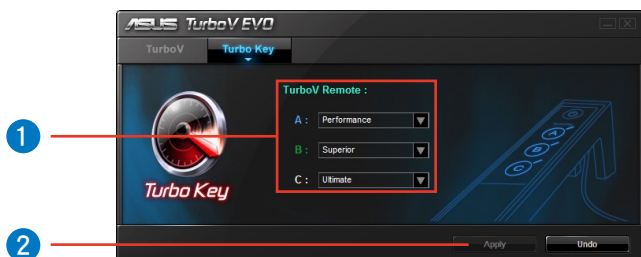 ASUS TurboV EVO
TurboV
Turbo Key
TurboV Remote :
A : Performance
B : Superior
C : Ultimate
Turbo Key
A
B
C
Apply
Undo
1
2